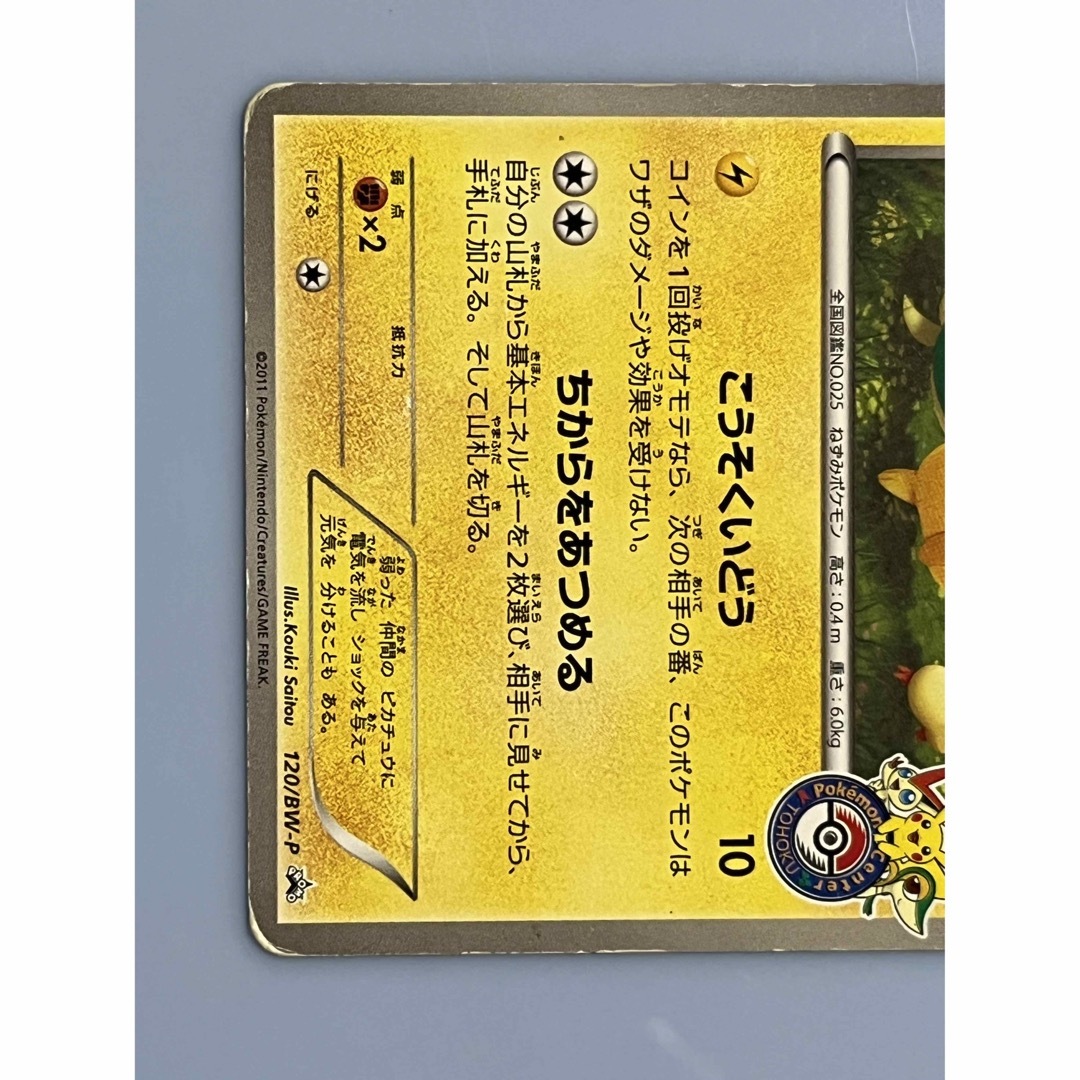 全国図鑑NO.025 ねずみポケモン 高さ:0.4m 重さ:6.0kg
Pokémon Center
TOHOKU
こうそくいどう 10
コインを1回投げオモテなら、次の相手の番、このポケモンは
ワザのダメージや効果を受けない。
ちからをあつめる
自分の山札から基本エネルギーを2枚選び、相手に見せてから、
手札に加える。そして山札を切る。
弱点 抵抗力
×2
にげる
弱った 仲間の ピカチュウに
電気を流し ショックを与えて
元気を 分けることも ある。
Illus.Kouki Saitou 120/BW-P
©2011 Pokémon/Nintendo/Creatures/GAME FREAK.